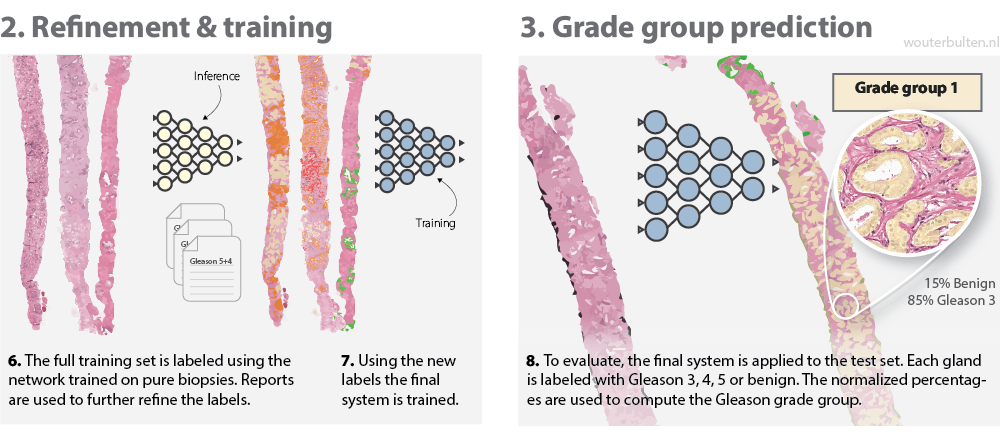 2. Refinement & training
Inference
G
Gl
Gleason 5+4
Training
6. The full training set is labeled using the
network trained on pure biopsies. Reports
are used to further refine the labels.
7. Using the new
labels the final
system is trained.
3. Grade group prediction
wouterbulten.nl
Grade group 1
15% Benign
85% Gleason 3
8. To evaluate, the final system is applied to the test set. Each gland
is labeled with Gleason 3, 4, 5 or benign. The normalized percentag-
es are used to compute the Gleason grade group.